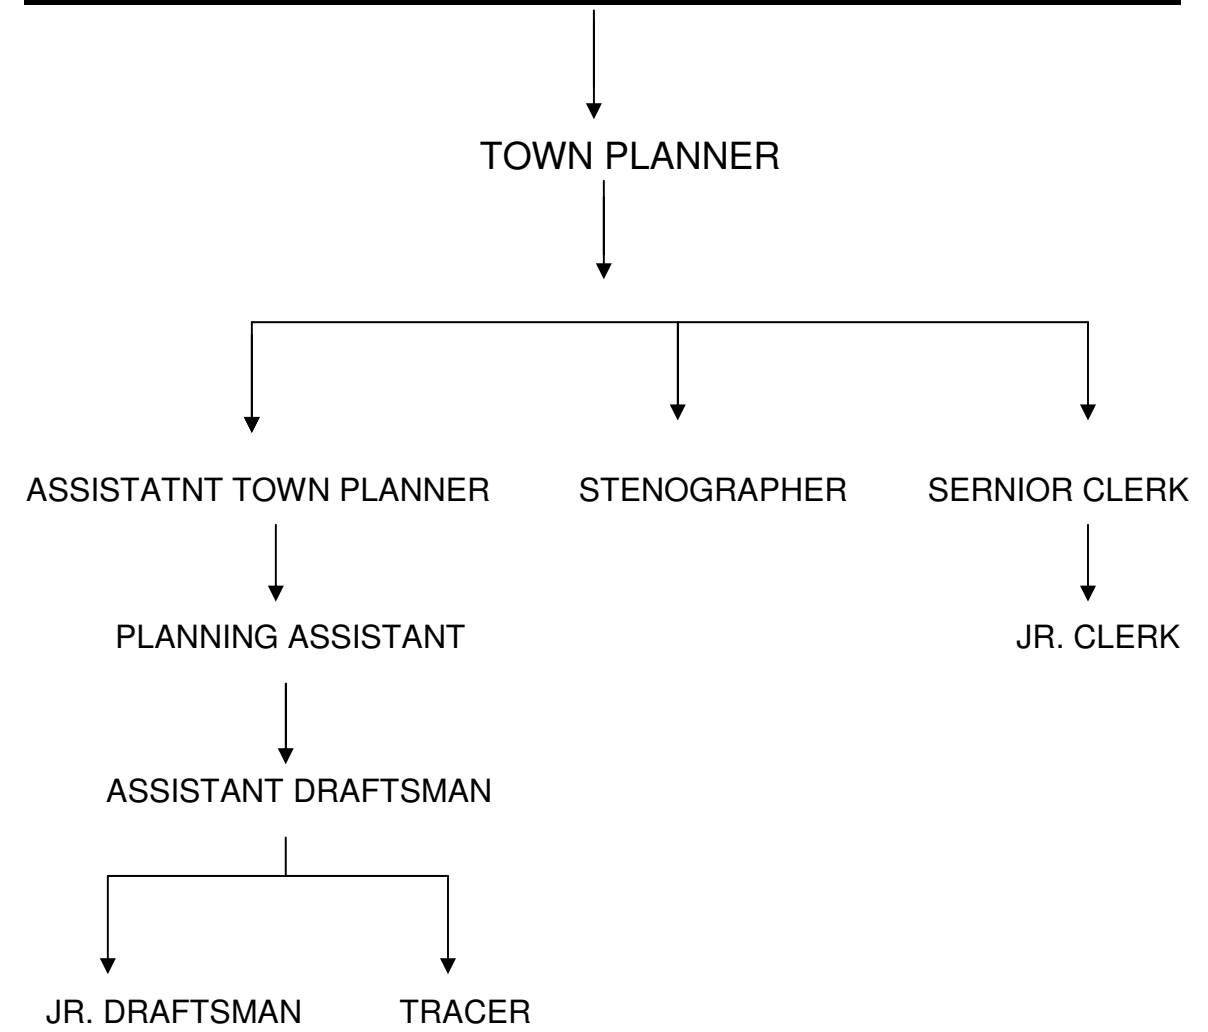 TOWN PLANNER
ASSISTATNT TOWN PLANNER STENOGRAPHER SERNIOR CLERK
PLANNING ASSISTANT JR. CLERK
ASSISTANT DRAFTSMAN
JR. DRAFTSMAN TRACER